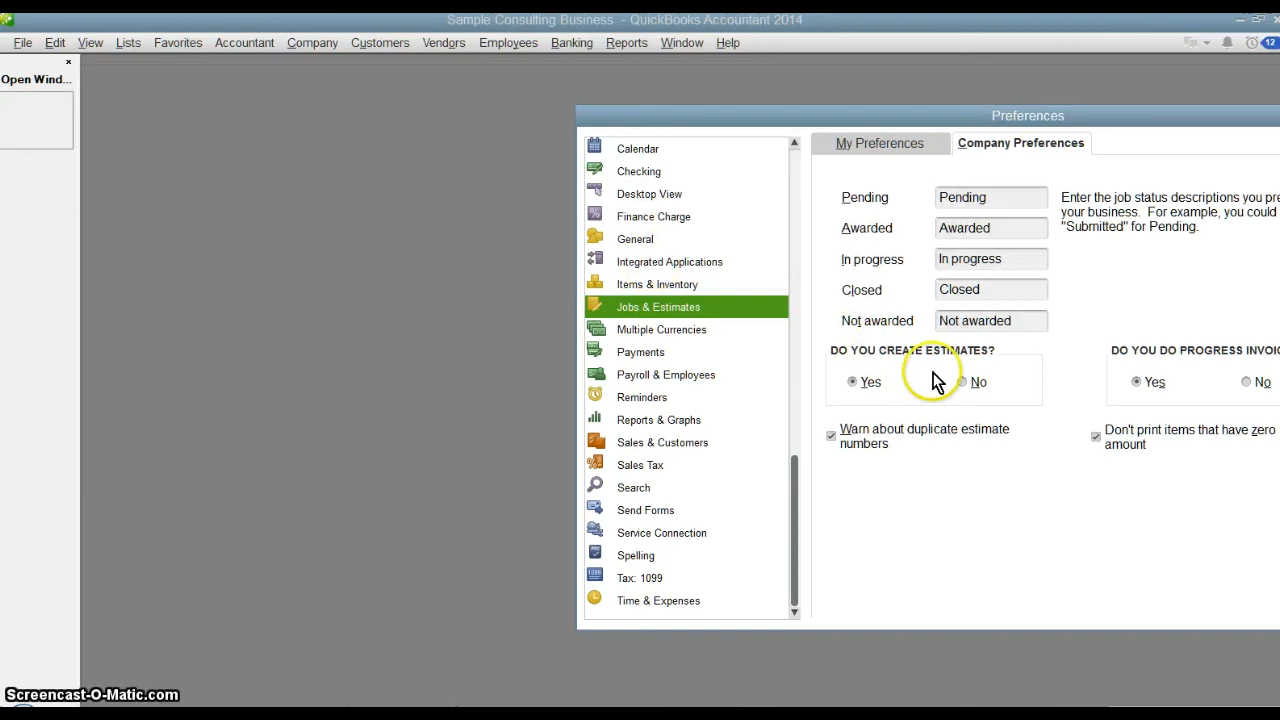 Sample Consulting Business - QuickBooks Accountant 2014
File Edit View Lists Favorites Accountant Company Customers Vendors Employees Banking Reports Window Help
12
Open Wind...
Preferences
Calendar
Checking
Desktop View
Finance Charge
General
Integrated Applications
Items & Inventory
Jobs & Estimates
Multiple Currencies
Payments
Payroll & Employees
Reminders
Reports & Graphs
Sales & Customers
Sales Tax
Search
Send Forms
Service Connection
Spelling
Tax: 1099
Time & Expenses
My Preferences
Company Preferences
Pending Pending
Awarded Awarded
In progress In progress
Closed Closed
Not awarded Not awarded
Enter the job status descriptions you pre
your business. For example, you could
"Submitted" for Pending.
DO YOU CREATE ESTIMATES?
Yes No
Warn about duplicate estimate
numbers
DO YOU DO PROGRESS INVOI
Yes No
Don't print items that have zero
amount
Screencast-O-Matic.com